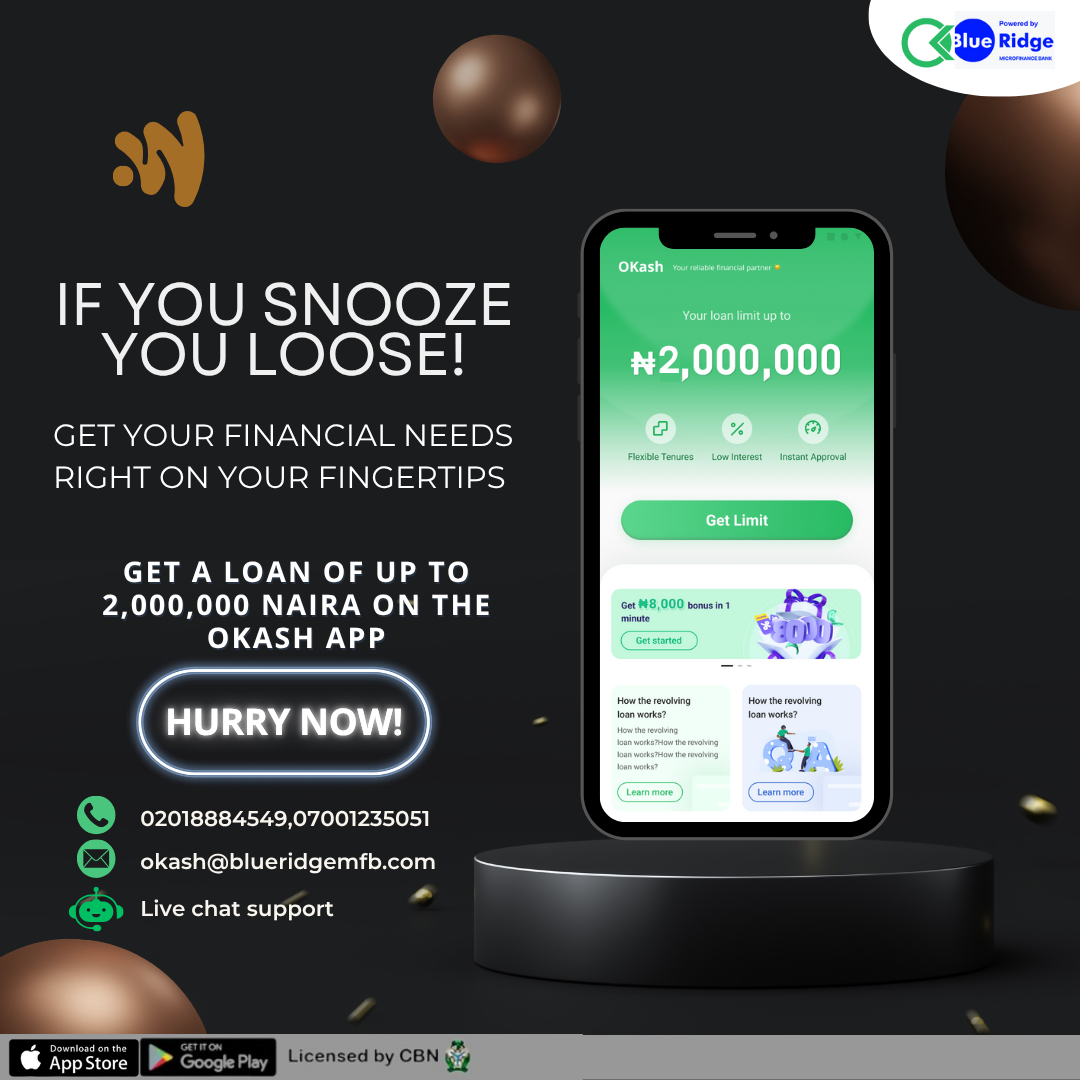 Powered by
Blue Ridge
MICROFINANCE BANK
IF YOU SNOOZE
YOU LOOSE!
GET YOUR FINANCIAL NEEDS
RIGHT ON YOUR FINGERTIPS
GET A LOAN OF UP TO
2,000,000 NAIRA ON THE
OKASH APP
HURRY NOW!
02018884549,07001235051
okash@blueridgemfb.com
Live chat support
OKash Your reliable financial partner
Your loan limit up to
₦2,000,000
Flexible Tenures Low Interest Instant Approval
Get Limit
Get ₦8,000 bonus in 1
minute
Get started
8000
How the revolving
loan works?
How the revolving
loan works?How the revolving
loan works?How the revolving
loan works?
Learn more
How the revolving
loan works?
Q A
Learn more
Download on the
App Store
GET IT ON
Google Play
Licensed by CBN